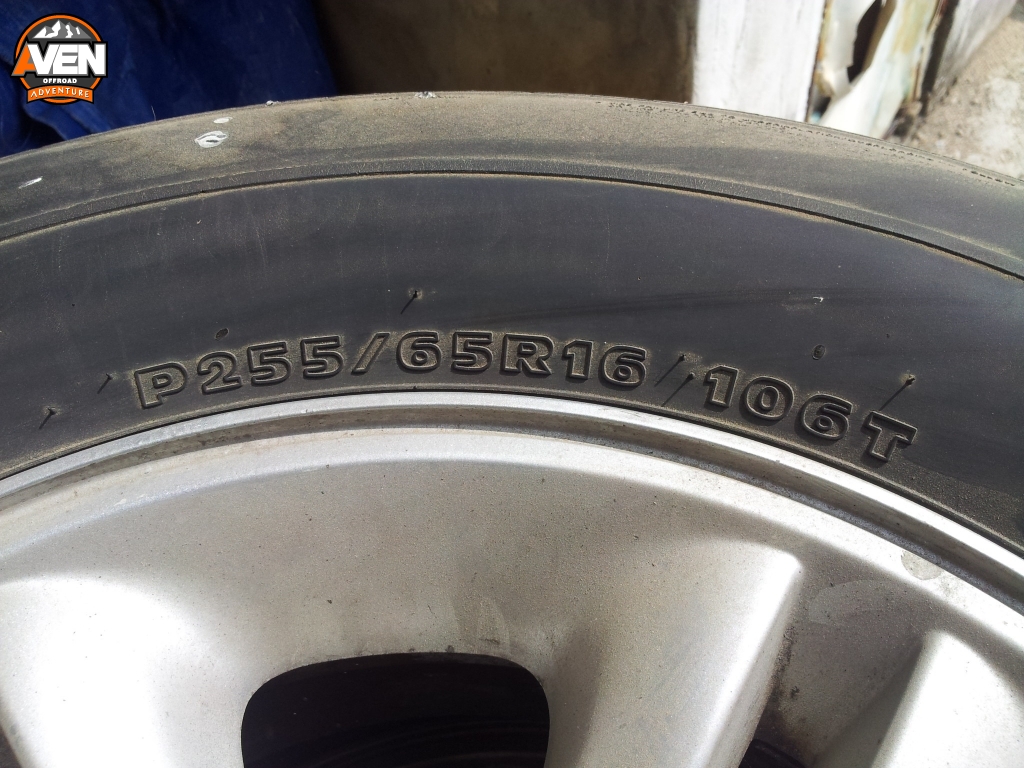 AVEN
OFFROAD
ADVENTURE
P255/65R16 106T